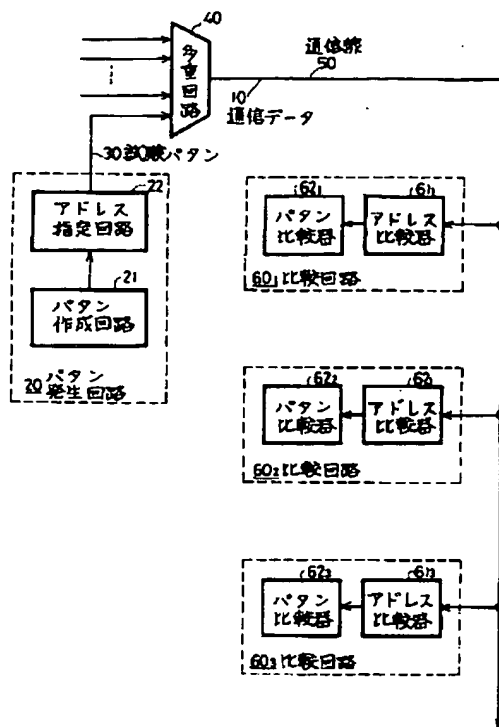 40
多重回路
通信路
50
10
通信データ
30試験パタン
22
アドレス
指定回路
21
パタン
作成回路
20パタン
発生回路
62₁
61₁
パタン
比較器
アドレス
比較器
60₁比較回路
62₂
61₂
パタン
比較器
アドレス
比較器
60₂比較回路
62₃
61₃
パタン
比較器
アドレス
比較器
60₃比較回路